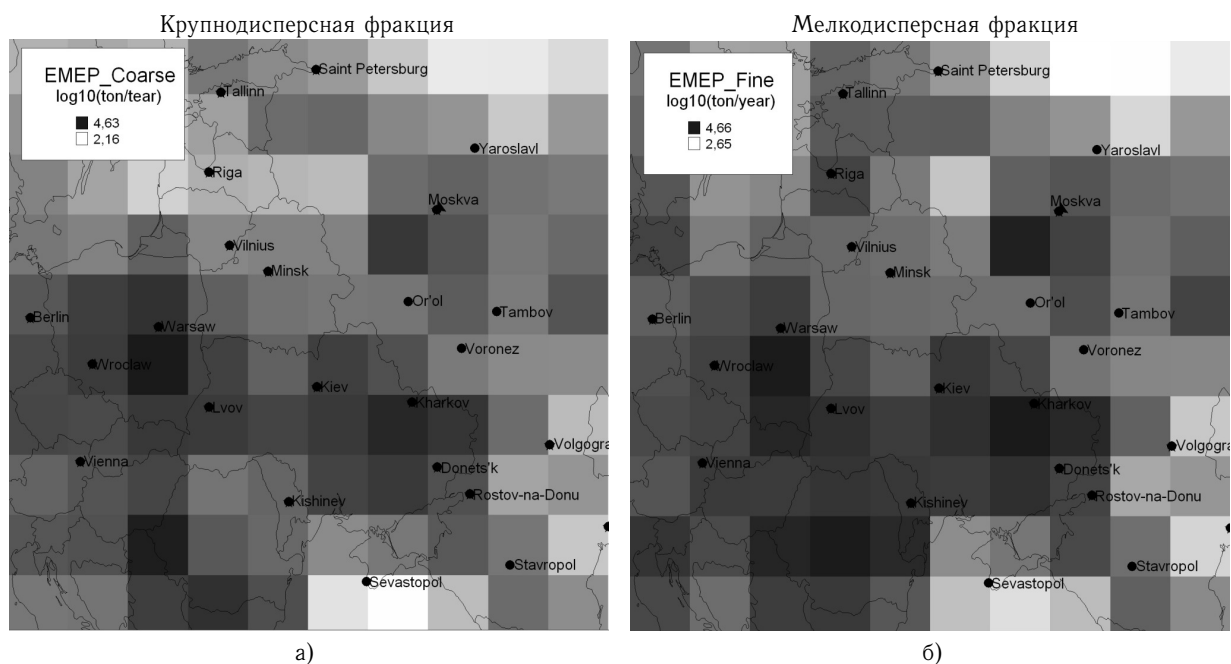 Крупнодисперсная фракция
EMEP_Coarse
log10(ton/tear)
4,63
2,16
Saint Petersburg
Tallinn
Yaroslavl
Riga
Moskva
Vilnius
Minsk
Or'ol
Berlin
Tambov
Warsaw
Voronez
Wroclaw
Kiev
Lvov
Kharkov
Volgogra
Vienna
Donets'k
Kishinev
Rostov-na-Donu
Stavropol
Sevastopol
а)
Мелкодисперсная фракция
EMEP_Fine
log10(ton/year)
4,66
2,65
Saint Petersburg
Tallinn
Yaroslavl
Riga
Moskva
Vilnius
Minsk
Or'ol
Berlin
Tambov
Warsaw
Voronez
Wroclaw
Kiev
Lvov
Kharkov
Volgogra
Vienna
Donets'k
Kishinev
Rostov-na-Donu
Stavropol
Sevastopol
б)